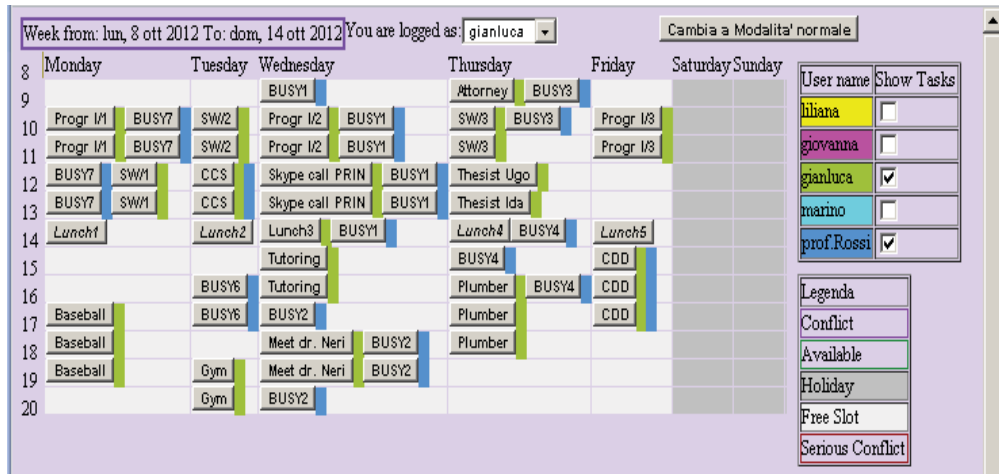 Week from: lun, 8 ott 2012 To: dom, 14 ott 2012 You are logged as: gianluca Cambia a Modalita' normale
Monday Tuesday Wednesday Thursday Friday Saturday Sunday
8
BUSY1 Attorney BUSY3
9
Progr I/1 BUSY7 SW/2 Progr I/2 BUSY1 SW/3 BUSY3 Progr I/3
10
Progr I/1 BUSY7 SW/2 Progr I/2 BUSY1 SW/3 Progr I/3
11
BUSY7 SW/1 CCS Skype call PRIN BUSY1 Thesist Ugo
12
BUSY7 SW/1 CCS Skype call PRIN BUSY1 Thesist Ida
13
Lunch1 Lunch2 Lunch3 BUSY1 Lunch4 BUSY4 Lunch5
14
Tutoring BUSY4 CDD
15
BUSY6 Tutoring Plumber BUSY4 CDD
16
Baseball BUSY6 BUSY2 Plumber CDD
17
Baseball Meet dr. Neri BUSY2 Plumber
18
Baseball Gym Meet dr. Neri BUSY2
19
Gym BUSY2
20
User name Show Tasks
liliana
giovanna
gianluca
marino
prof.Rossi
Legenda
Conflict
Available
Holiday
Free Slot
Serious Conflict